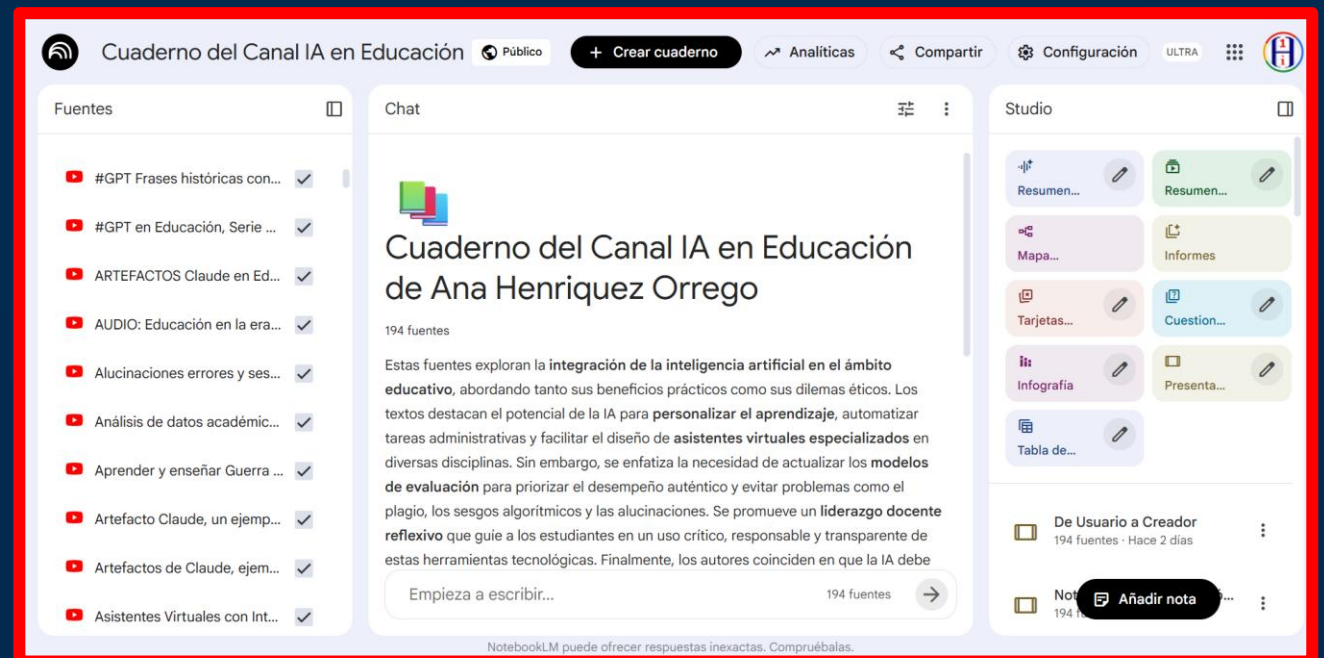 Cuaderno del Canal IA en Educación
Público
+ Crear cuaderno
Analíticas
Compartir
Configuración
ULTRA
Fuentes
#GPT Frases históricas con...
#GPT en Educación, Serie ...
ARTEFACTOS Claude en Ed...
AUDIO: Educación en la era...
Alucinaciones errores y ses...
Análisis de datos académic...
Aprender y enseñar Guerra ...
Artefacto Claude, un ejemp...
Artefactos de Claude, ejem...
Asistentes Virtuales con Int...
Chat
Cuaderno del Canal IA en Educación
de Ana Henriquez Orrego
194 fuentes
Estas fuentes exploran la integración de la inteligencia artificial en el ámbito
educativo, abordando tanto sus beneficios prácticos como sus dilemas éticos. Los
textos destacan el potencial de la IA para personalizar el aprendizaje, automatizar
tareas administrativas y facilitar el diseño de asistentes virtuales especializados en
diversas disciplinas. Sin embargo, se enfatiza la necesidad de actualizar los modelos
de evaluación para priorizar el desempeño auténtico y evitar problemas como el
plagio, los sesgos algorítmicos y las alucinaciones. Se promueve un liderazgo docente
reflexivo que guíe a los estudiantes en un uso crítico, responsable y transparente de
estas herramientas tecnológicas. Finalmente, los autores coinciden en que la IA debe
Empieza a escribir...
194 fuentes
Studio
Resumen...
Resumen...
Mapa...
Informes
Tarjetas...
Cuestion...
Infografía
Presenta...
Tabla de...
De Usuario a Creador
194 fuentes · Hace 2 días
Añadir nota
194
NotebookLM puede ofrecer respuestas inexactas. Compruébalas.